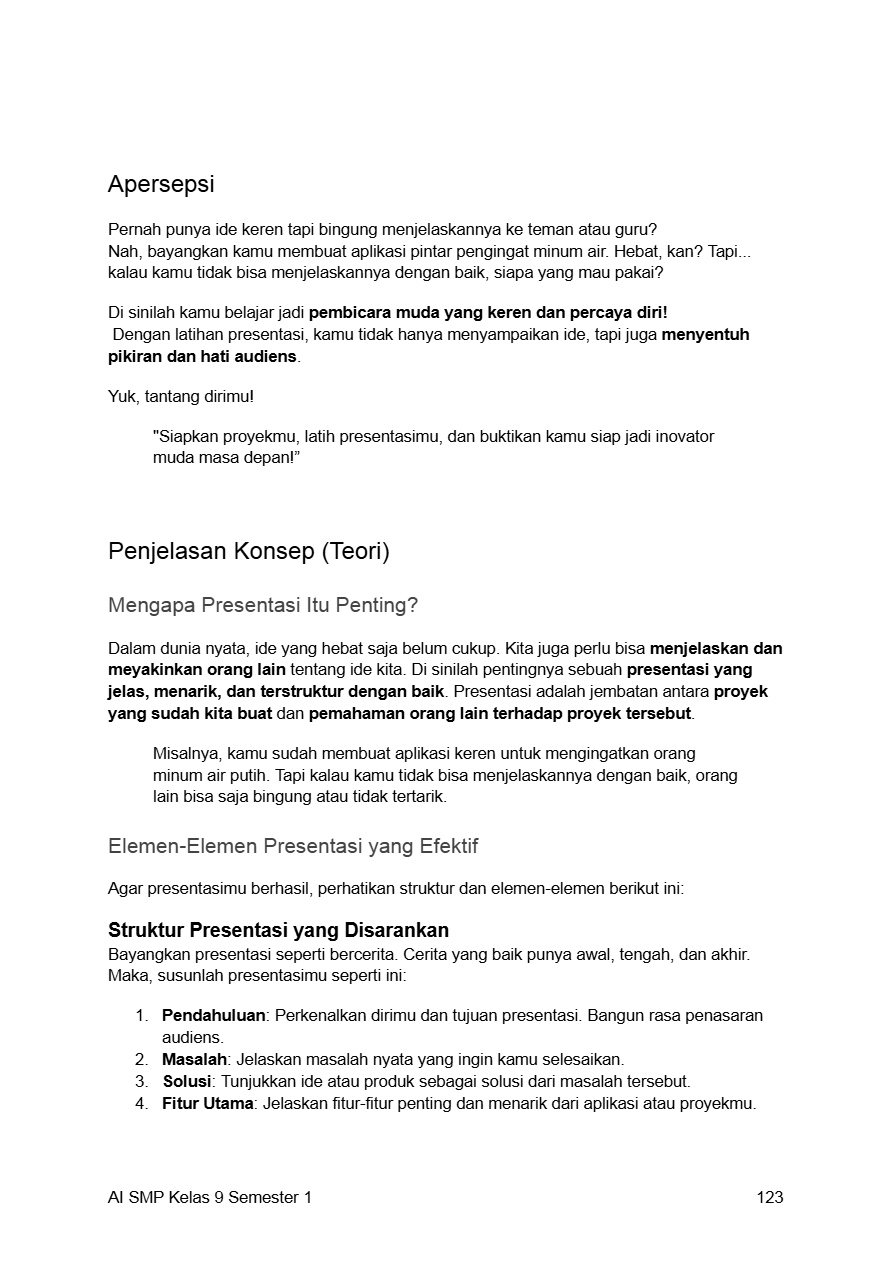 Apersepsi
Pernah punya ide keren tapi bingung menjelaskannya ke teman atau guru?
Nah, bayangkan kamu membuat aplikasi pintar pengingat minum air. Hebat, kan? Tapi...
kalau kamu tidak bisa menjelaskannya dengan baik, siapa yang mau pakai?
Di sinilah kamu belajar jadi pembicara muda yang keren dan percaya diri!
Dengan latihan presentasi, kamu tidak hanya menyampaikan ide, tapi juga menyentuh
pikiran dan hati audiens.
Yuk, tantang dirimu!
"Siapkan proyekmu, latih presentasimu, dan buktikan kamu siap jadi inovator
muda masa depan!”
Penjelasan Konsep (Teori)
Mengapa Presentasi Itu Penting?
Dalam dunia nyata, ide yang hebat saja belum cukup. Kita juga perlu bisa menjelaskan dan
meyakinkan orang lain tentang ide kita. Di sinilah pentingnya sebuah presentasi yang
jelas, menarik, dan terstruktur dengan baik. Presentasi adalah jembatan antara proyek
yang sudah kita buat dan pemahaman orang lain terhadap proyek tersebut.
Misalnya, kamu sudah membuat aplikasi keren untuk mengingatkan orang
minum air putih. Tapi kalau kamu tidak bisa menjelaskannya dengan baik, orang
lain bisa saja bingung atau tidak tertarik.
Elemen-Elemen Presentasi yang Efektif
Agar presentasimu berhasil, perhatikan struktur dan elemen-elemen berikut ini:
Struktur Presentasi yang Disarankan
Bayangkan presentasi seperti bercerita. Cerita yang baik punya awal, tengah, dan akhir.
Maka, susunlah presentasimu seperti ini:
1. Pendahuluan: Perkenalkan dirimu dan tujuan presentasi. Bangun rasa penasaran
audiens.
2. Masalah: Jelaskan masalah nyata yang ingin kamu selesaikan.
3. Solusi: Tunjukkan ide atau produk sebagai solusi dari masalah tersebut.
4. Fitur Utama: Jelaskan fitur-fitur penting dan menarik dari aplikasi atau proyekmu.
AI SMP Kelas 9 Semester 1 123